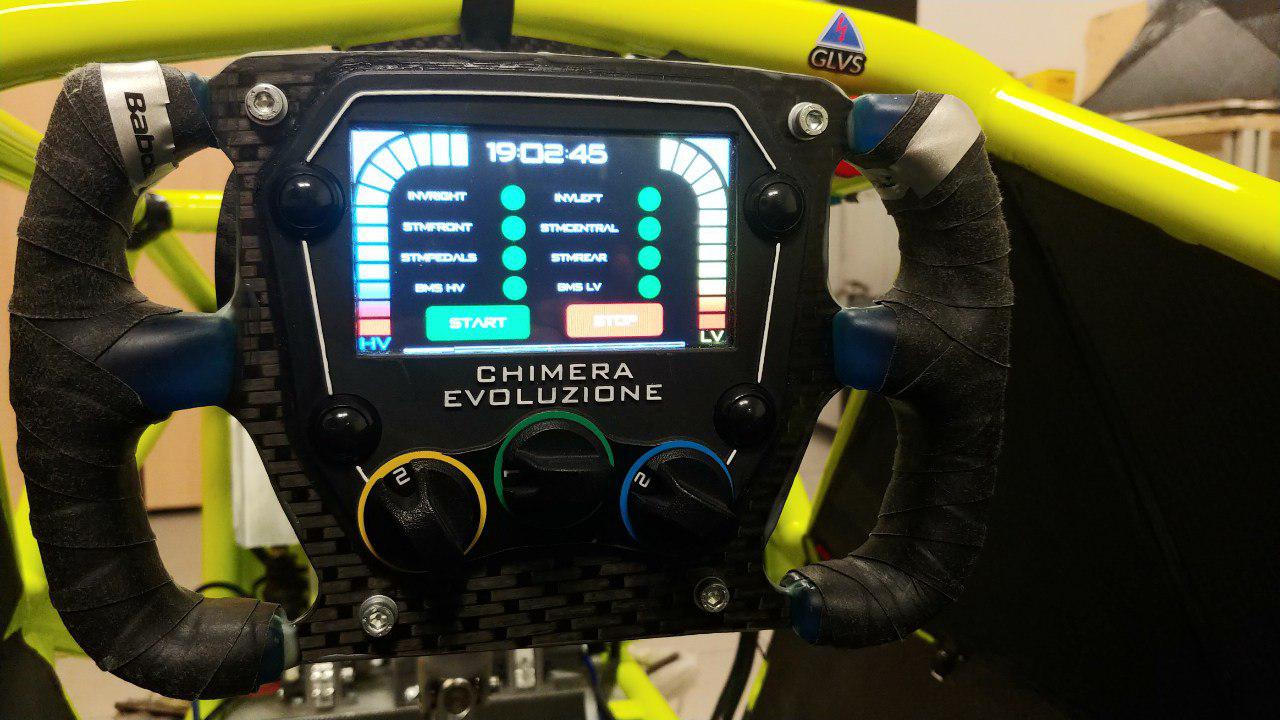 GLVS
19:02:45
INVRIGHT
INVLEFT
STMFRONT
STMCENTRAL
STMPEDALS
STMREAR
BMS HV
BMS LV
START
STOP
HV
LV
CHIMERA
EVOLUZIONE
2
1
2